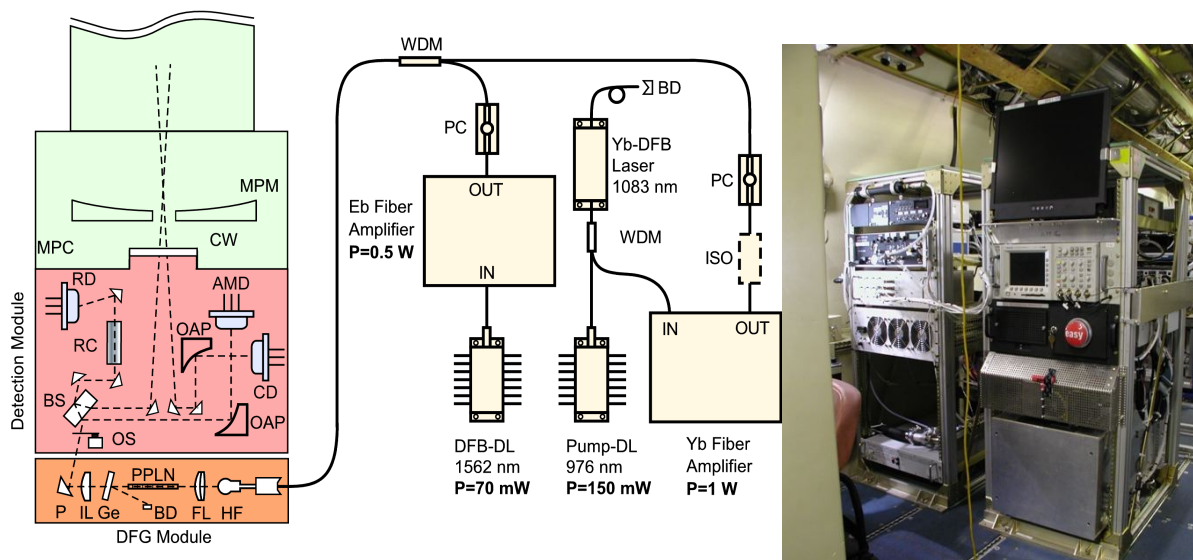 WDM
BD
PC
Yb-DFB
Laser
1083 nm
PC
MPM
OUT
Eb Fiber
Amplifier
P=0.5 W
WDM
MPC
CW
ISO
RD
AMD
IN
IN
OUT
OAP
RC
CD
BS
OAP
OS
Detection Module
DFB-DL
1562 nm
P=70 mW
Pump-DL
976 nm
P=150 mW
Yb Fiber
Amplifier
P=1 W
PPLN
P
IL
Ge
BD
FL
HF
DFG Module
easy